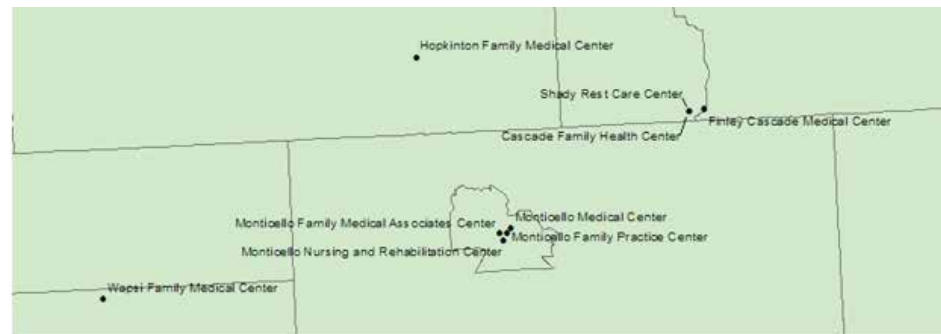 Hopkinton Family Medical Center
Shady Rest Care Center
Finley Cascade Medical Center
Cascade Family Health Center
Monticello Medical Center
Monticello Family Medical Associates Center
Monticello Family Practice Center
Monticello Nursing and Rehabilitation Center
Wapsi Family Medical Center